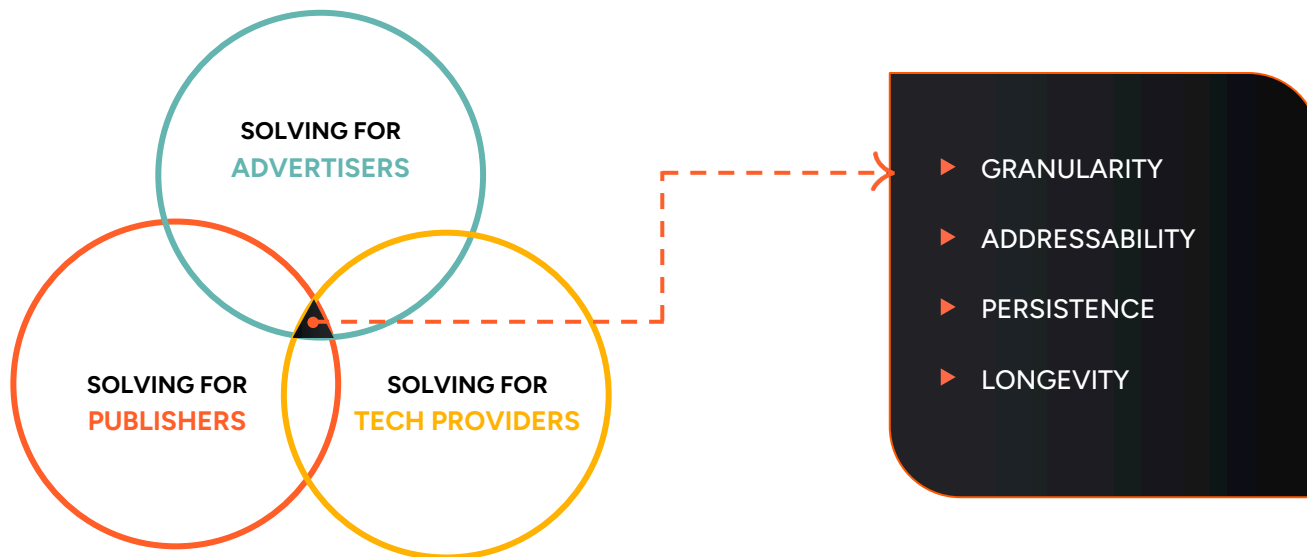 SOLVING FOR
ADVERTISERS
SOLVING FOR
PUBLISHERS
SOLVING FOR
TECH PROVIDERS
GRANULARITY
ADDRESSABILITY
PERSISTENCE
LONGEVITY